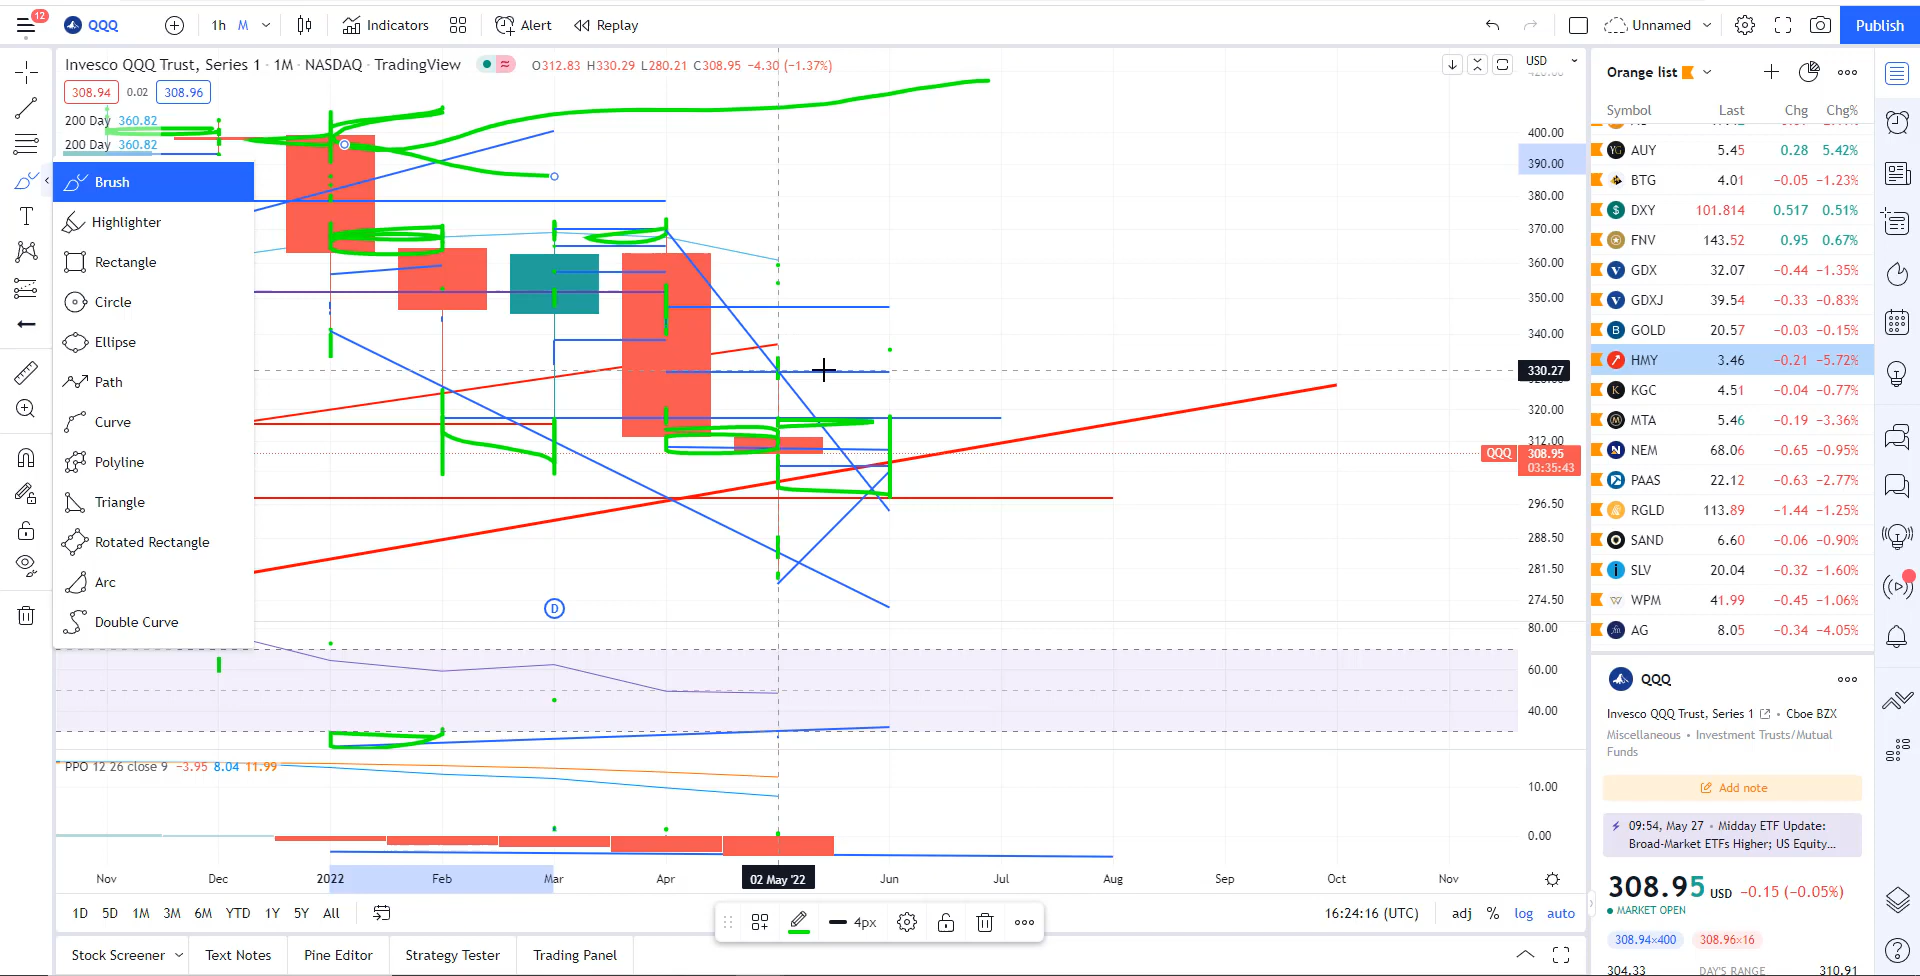 12
QQQ
1h M
Indicators
Alert
Replay
Unnamed
Publish
Invesco QQQ Trust, Series 1 · 1M · NASDAQ · TradingView
O312.83 H330.29 L280.21 C308.95 −4.30 (−1.37%)
308.94 0.02 308.96
200 Day 360.82
200 Day 360.82
Brush
Highlighter
Rectangle
Circle
Ellipse
Path
Curve
Polyline
Triangle
Rotated Rectangle
Arc
Double Curve
D
PPO 12 26 close 9 −3.95 8.04 11.99
USD
420.00
400.00
390.00
380.00
370.00
360.00
350.00
340.00
330.27
320.00
312.00
QQQ 308.95
03:35:43
296.50
288.50
281.50
274.50
80.00
60.00
40.00
10.00
0.00
Nov Dec 2022 Feb Mar Apr 02 May '22 Jun Jul Aug Sep Oct Nov
1D 5D 1M 3M 6M YTD 1Y 5Y All
4px
16:24:16 (UTC) adj % log auto
Stock Screener Text Notes Pine Editor Strategy Tester Trading Panel
Orange list
Symbol Last Chg Chg%
AUY 5.45 0.28 5.42%
BTG 4.01 −0.05 −1.23%
DXY 101.814 0.517 0.51%
FNV 143.52 0.95 0.67%
GDX 32.07 −0.44 −1.35%
GDXJ 39.54 −0.33 −0.83%
GOLD 20.57 −0.03 −0.15%
HMY 3.46 −0.21 −5.72%
KGC 4.51 −0.04 −0.77%
MTA 5.46 −0.19 −3.36%
NEM 68.06 −0.65 −0.95%
PAAS 22.12 −0.63 −2.77%
RGLD 113.89 −1.44 −1.25%
SAND 6.60 −0.06 −0.90%
SLV 20.04 −0.32 −1.60%
WPM 41.99 −0.45 −1.06%
AG 8.05 −0.34 −4.05%
QQQ
Invesco QQQ Trust, Series 1 • Cboe BZX
Miscellaneous • Investment Trusts/Mutual
Funds
Add note
09:54, May 27 • Midday ETF Update:
Broad-Market ETFs Higher; US Equity...
308.95 USD −0.15 (−0.05%)
MARKET OPEN
308.94×400 308.96×16
304.33 DAY'S RANGE 310.91